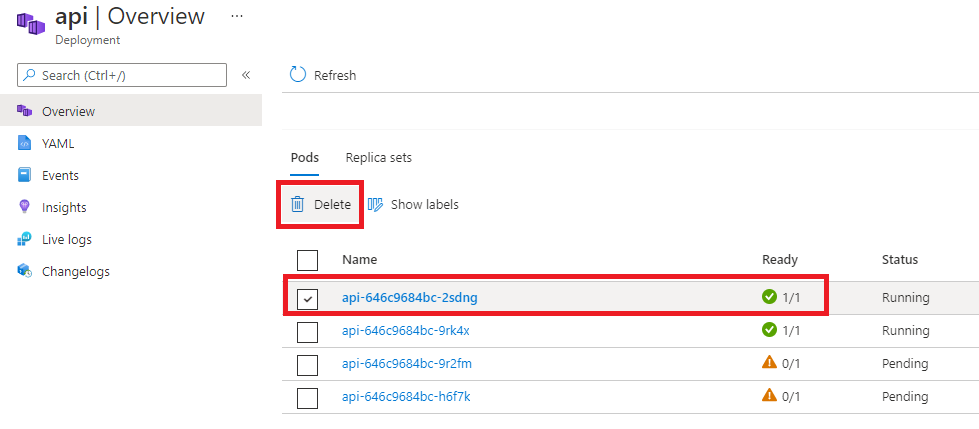 api | Overview ...
Deployment
Search (Ctrl+/) «
Refresh
Overview
YAML
Events
Insights
Live logs
Changelogs
Pods Replica sets
Delete Show labels
Name Ready Status
api-646c9684bc-2sdng 1/1 Running
api-646c9684bc-9rk4x 1/1 Running
api-646c9684bc-9r2fm 0/1 Pending
api-646c9684bc-h6f7k 0/1 Pending